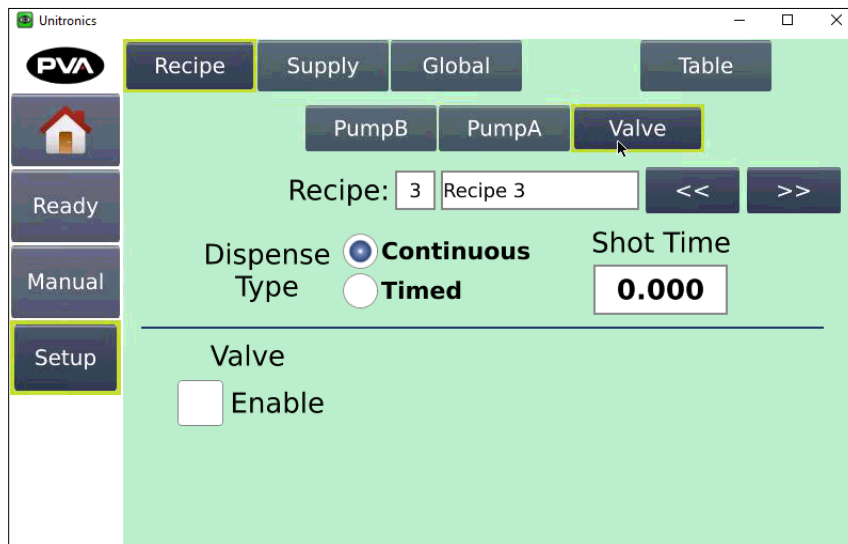 Unitronics
PVA
Recipe Supply Global Table
PumpB PumpA Valve
Recipe: 3 Recipe 3 << >>
Ready
Dispense Type
Continuous
Timed
Shot Time
0.000
Manual
Setup
Valve
Enable